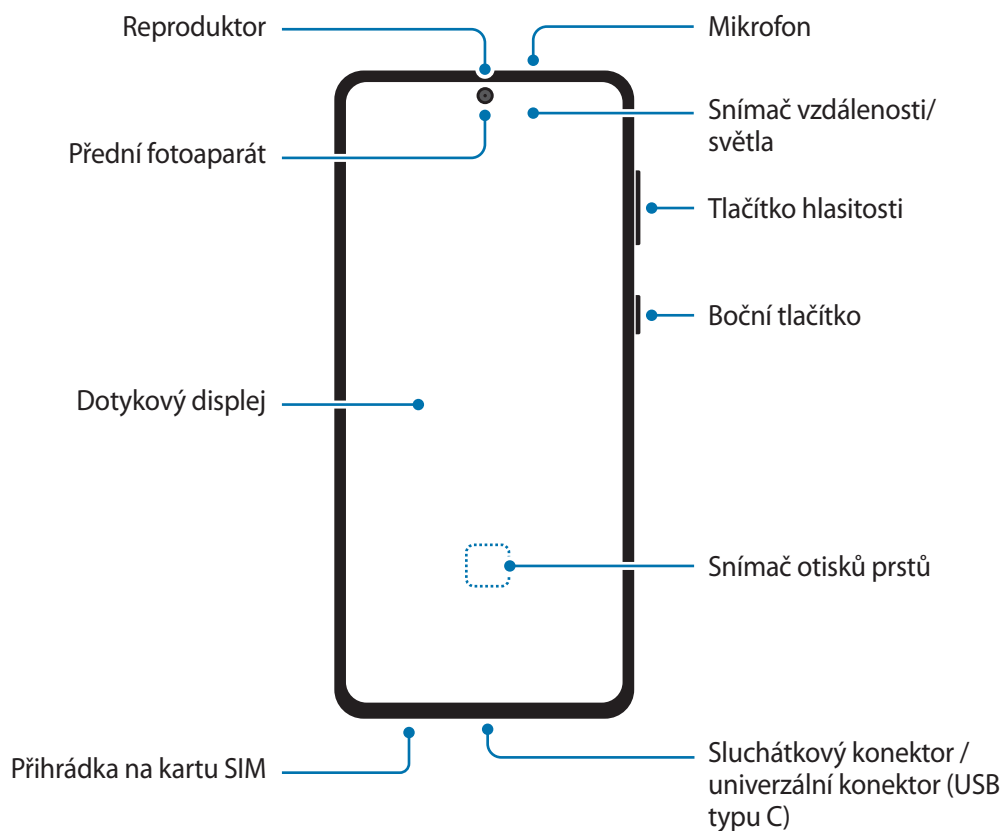 Reproduktor
Mikrofon
Přední fotoaparát
Snímač vzdálenosti/
světla
Tlačítko hlasitosti
Boční tlačítko
Dotykový displej
Snímač otisků prstů
Přihrádka na kartu SIM
Sluchátkový konektor /
univerzální konektor (USB
typu C)